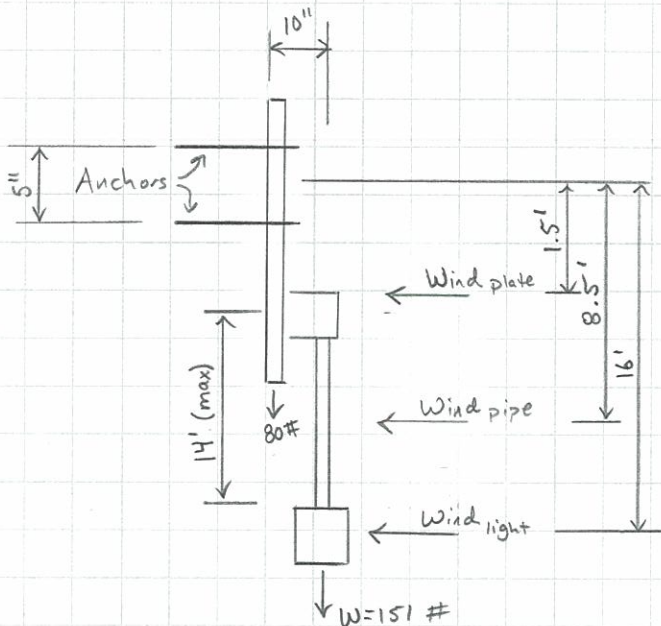 10"
5"
Anchors
1.5'
8.5'
16'
Wind plate
14' (max)
80#
Wind pipe
Wind light
W=151 #